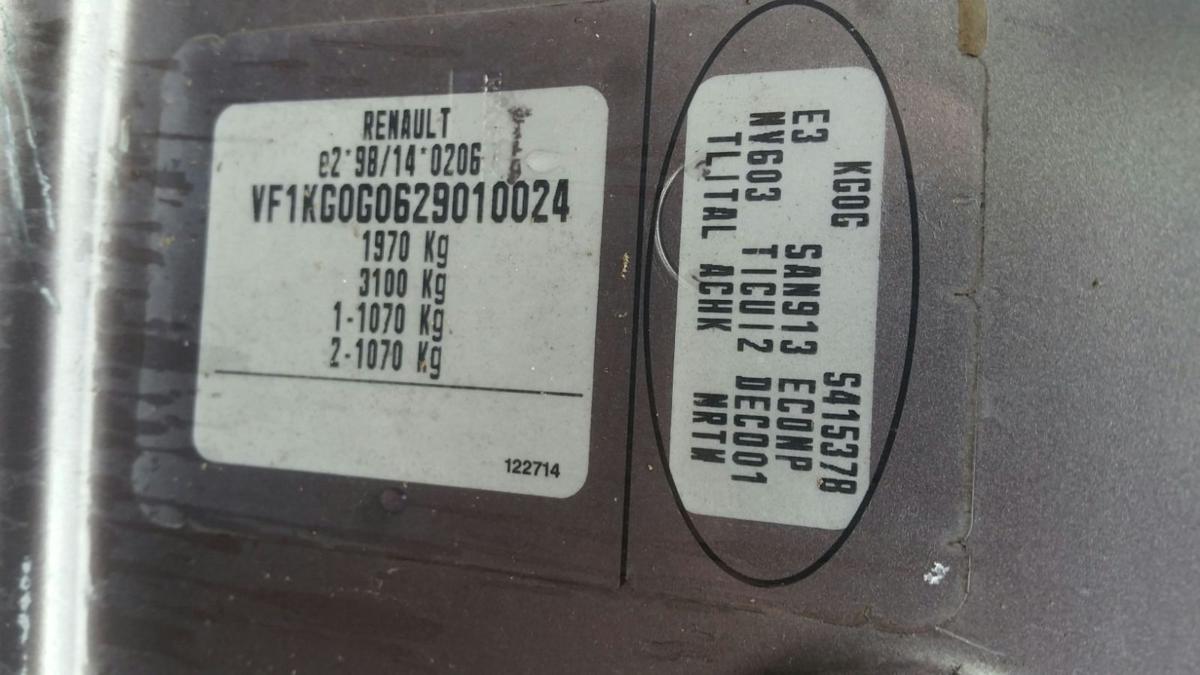 RENAULT
e2*98/14*0206
VF1KG0G0629010024
1970 Kg
3100 Kg
1-1070 Kg
2-1070 Kg
122714
KG0G S415378
E3 SAN913 ECOMP
NV603 TICUI2 DEC001
TLITAL ACHK NRTW